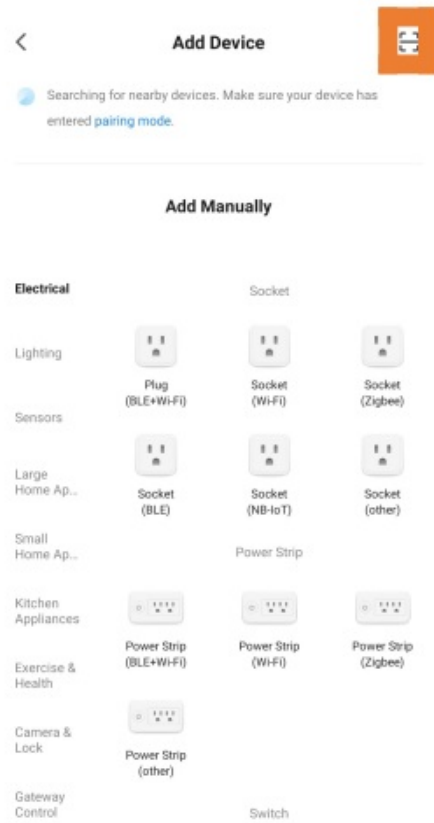 Add Device
Searching for nearby devices. Make sure your device has
entered pairing mode.
Add Manually
Electrical
Lighting
Sensors
Large
Home Ap...
Small
Home Ap...
Kitchen
Appliances
Exercise &
Health
Camera &
Lock
Gateway
Control
Socket
Plug
(BLE+Wi-Fi)
Socket
(Wi-Fi)
Socket
(Zigbee)
Socket
(BLE)
Socket
(NB-IoT)
Socket
(other)
Power Strip
Power Strip
(BLE+Wi-Fi)
Power Strip
(Wi-Fi)
Power Strip
(Zigbee)
Power Strip
(other)
Switch